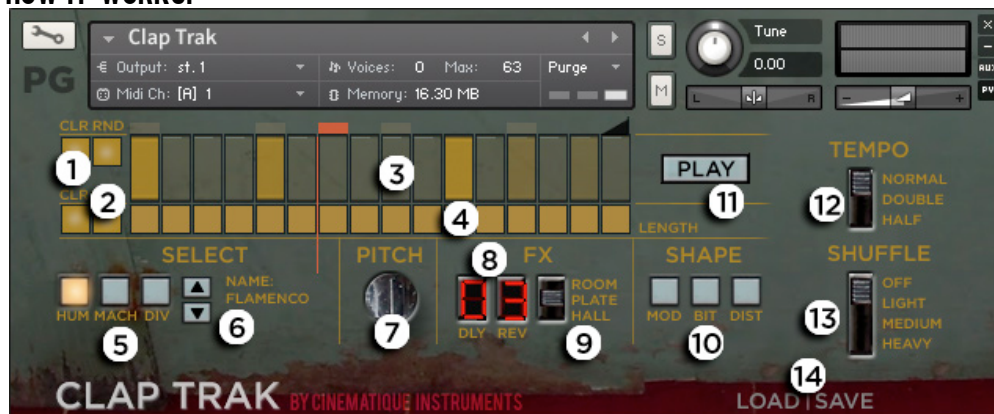 HOW IT WORKS:
Clap Trak
S
Tune
0.00
PG
Output: st.1
Voices: 0 Max: 63
Purge
Midi Ch: [A] 1
Memory: 16.30 MB
M
L
R
-
+
×
-
AUX
PV
CLR RND
1
2
3
4
CLR
PLAY
11
LENGTH
TEMPO
12
NORMAL
DOUBLE
HALF
SELECT
HUM MACH DIV
5
NAME:
FLAMENCO
6
PITCH
7
8
FX
03
DLY REV
ROOM
PLATE
HALL
9
SHAPE
MOD BIT DIST
10
SHUFFLE
13
OFF
LIGHT
MEDIUM
HEAVY
14
CLAP TRAK BY CINEMATIQUE INSTRUMENTS
LOAD | SAVE